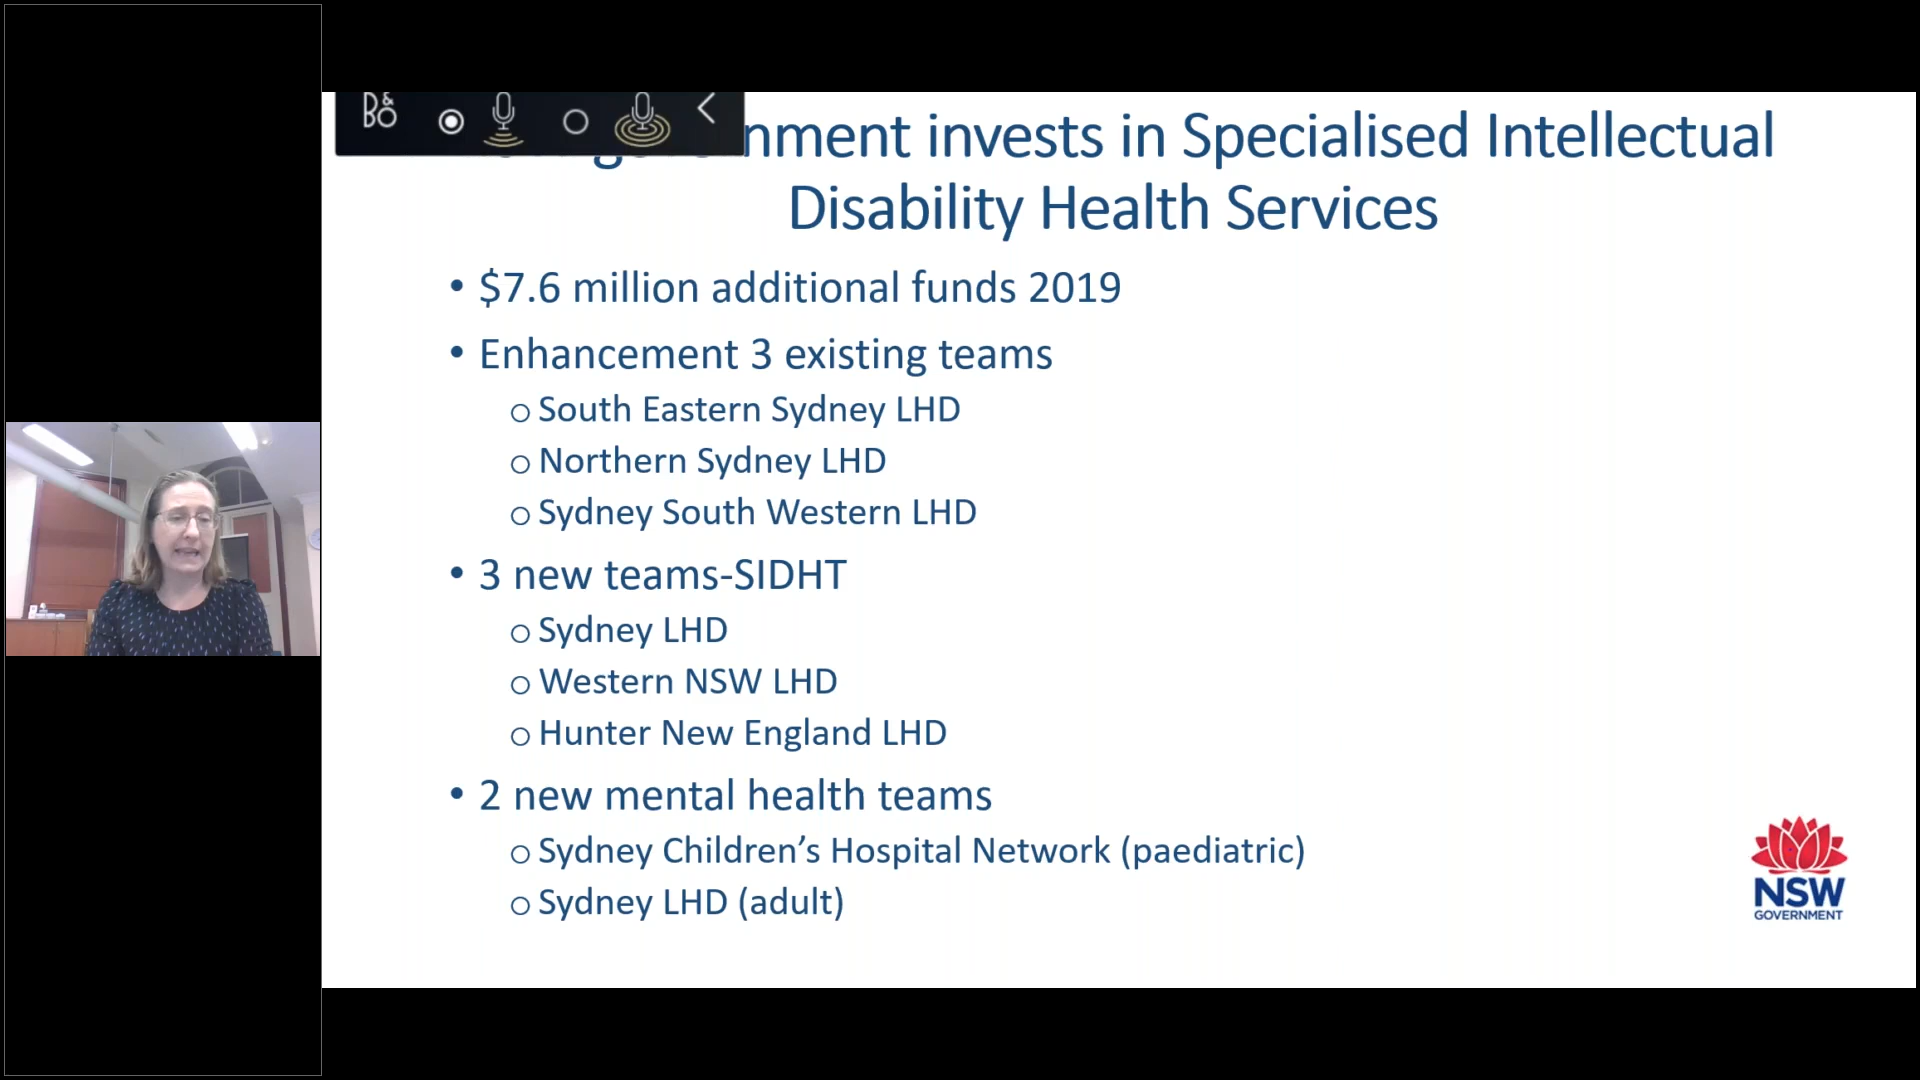 B&O
nment invests in Specialised Intellectual
Disability Health Services
• $7.6 million additional funds 2019
• Enhancement 3 existing teams
o South Eastern Sydney LHD
o Northern Sydney LHD
o Sydney South Western LHD
• 3 new teams-SIDHT
o Sydney LHD
o Western NSW LHD
o Hunter New England LHD
• 2 new mental health teams
o Sydney Children’s Hospital Network (paediatric)
o Sydney LHD (adult)
NSW
GOVERNMENT